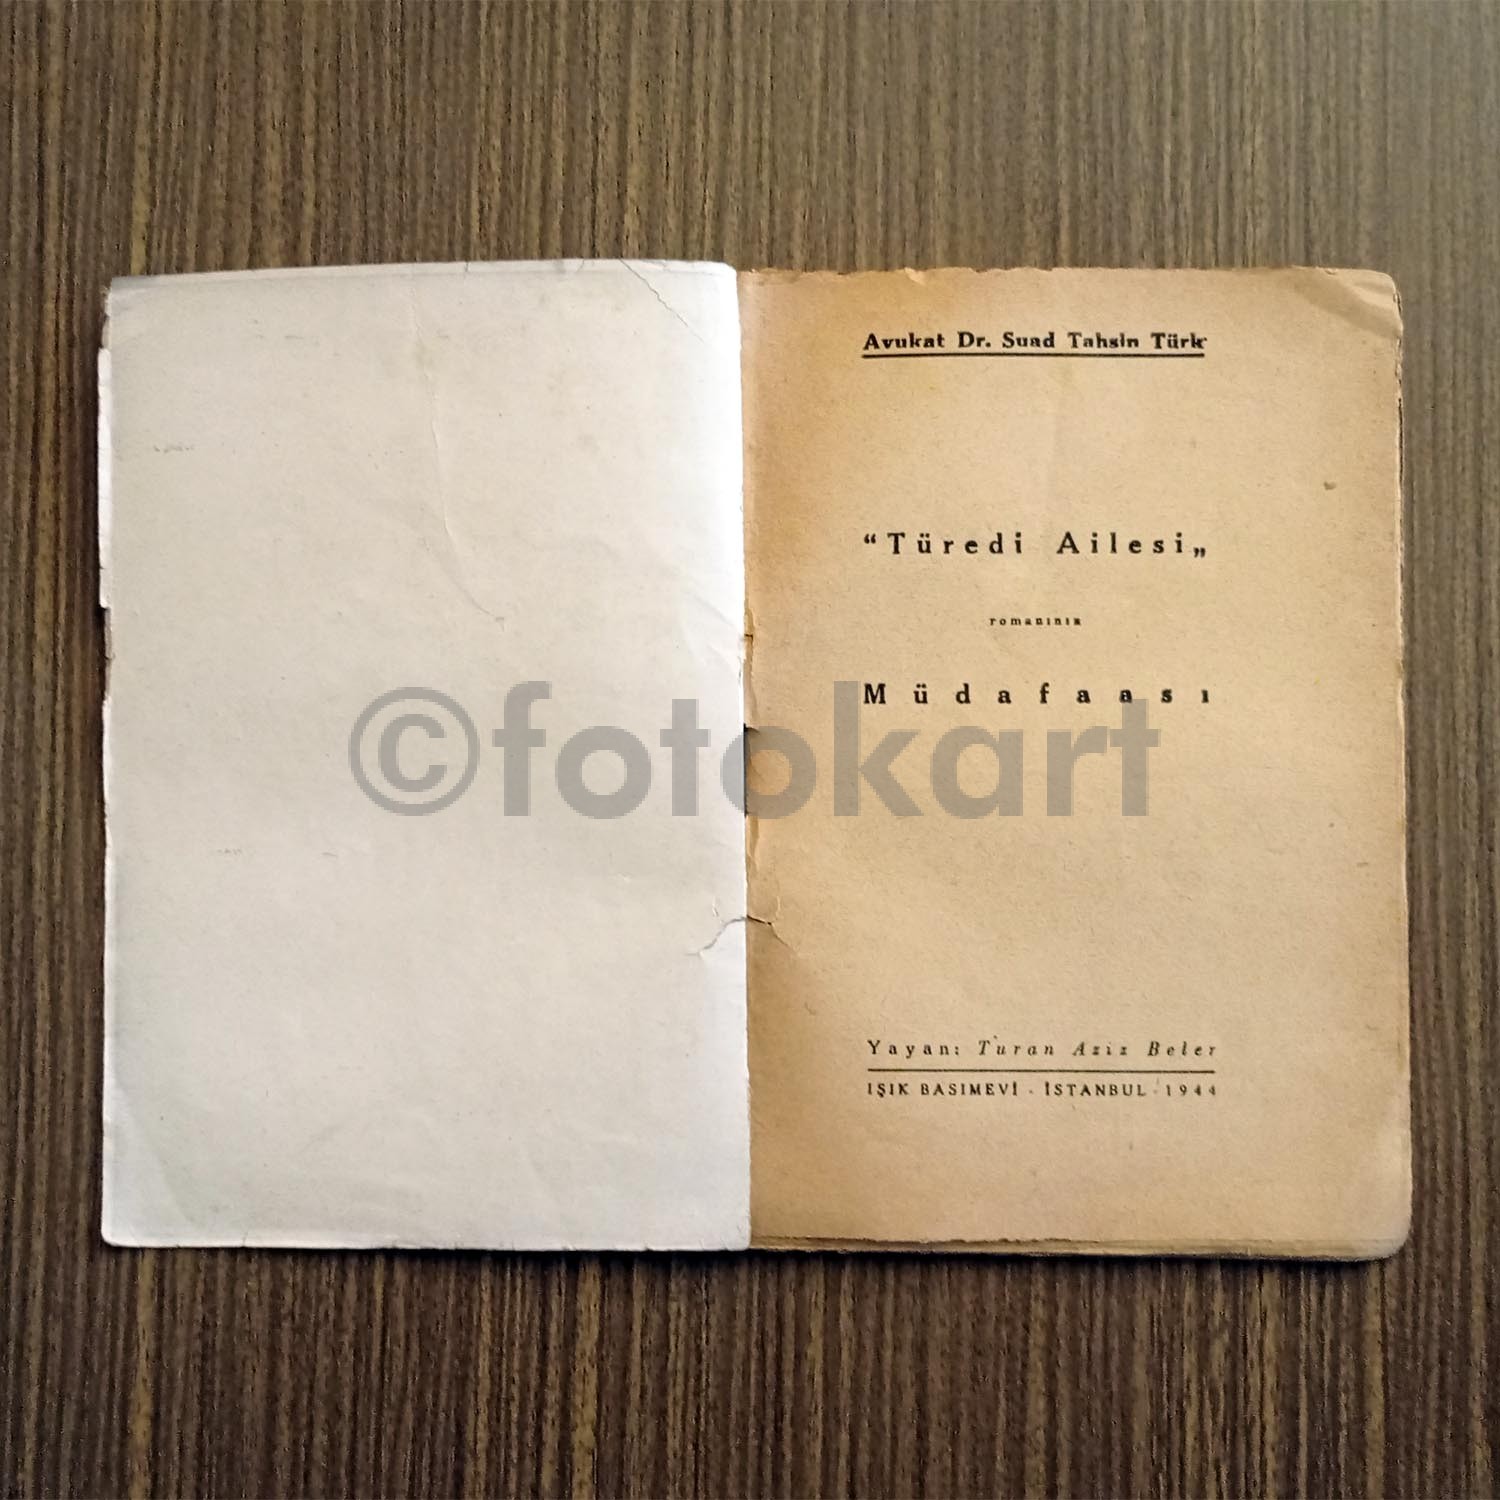 Avukat Dr. Suad Tahsin Türk
“Türedi Ailesi„
romanının
Müdafaası
©fotokart
Yayan: Turan Aziz Beler
IŞIK BASIMEVİ - İSTANBUL - 1944